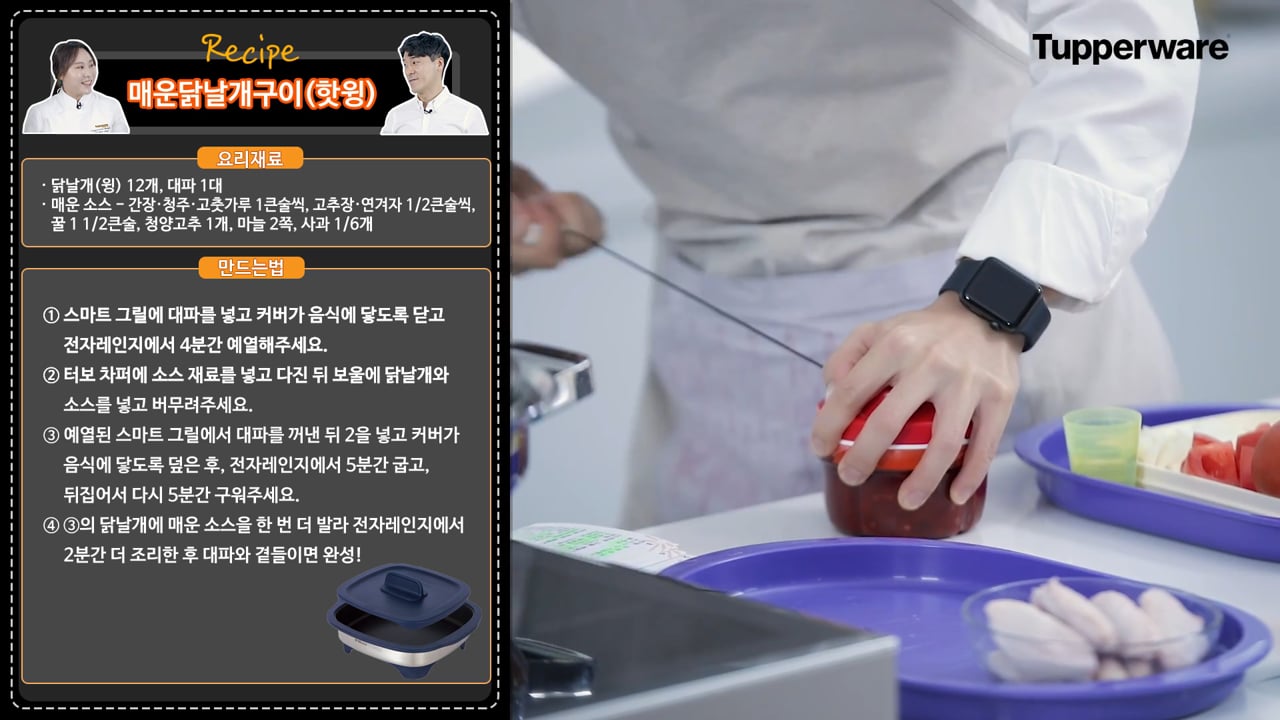 Recipe
매운닭날개구이(핫윙)
Tupperware
요리재료
· 닭날개(윙) 12개, 대파 1대
· 매운 소스 – 간장·청주·고춧가루 1큰술씩, 고추장·연겨자 1/2큰술씩,
꿀 1 1/2큰술, 청양고추 1개, 마늘 2쪽, 사과 1/6개
만드는법
① 스마트 그릴에 대파를 넣고 커버가 음식에 닿도록 닫고
전자레인지에서 4분간 예열해주세요.
② 터보 차퍼에 소스 재료를 넣고 다진 뒤 보울에 닭날개와
소스를 넣고 버무려주세요.
③ 예열된 스마트 그릴에서 대파를 꺼낸 뒤 2을 넣고 커버가
음식에 닿도록 덮은 후, 전자레인지에서 5분간 굽고,
뒤집어서 다시 5분간 구워주세요.
④ ③의 닭날개에 매운 소스을 한 번 더 발라 전자레인지에서
2분간 더 조리한 후 대파와 곁들이면 완성!